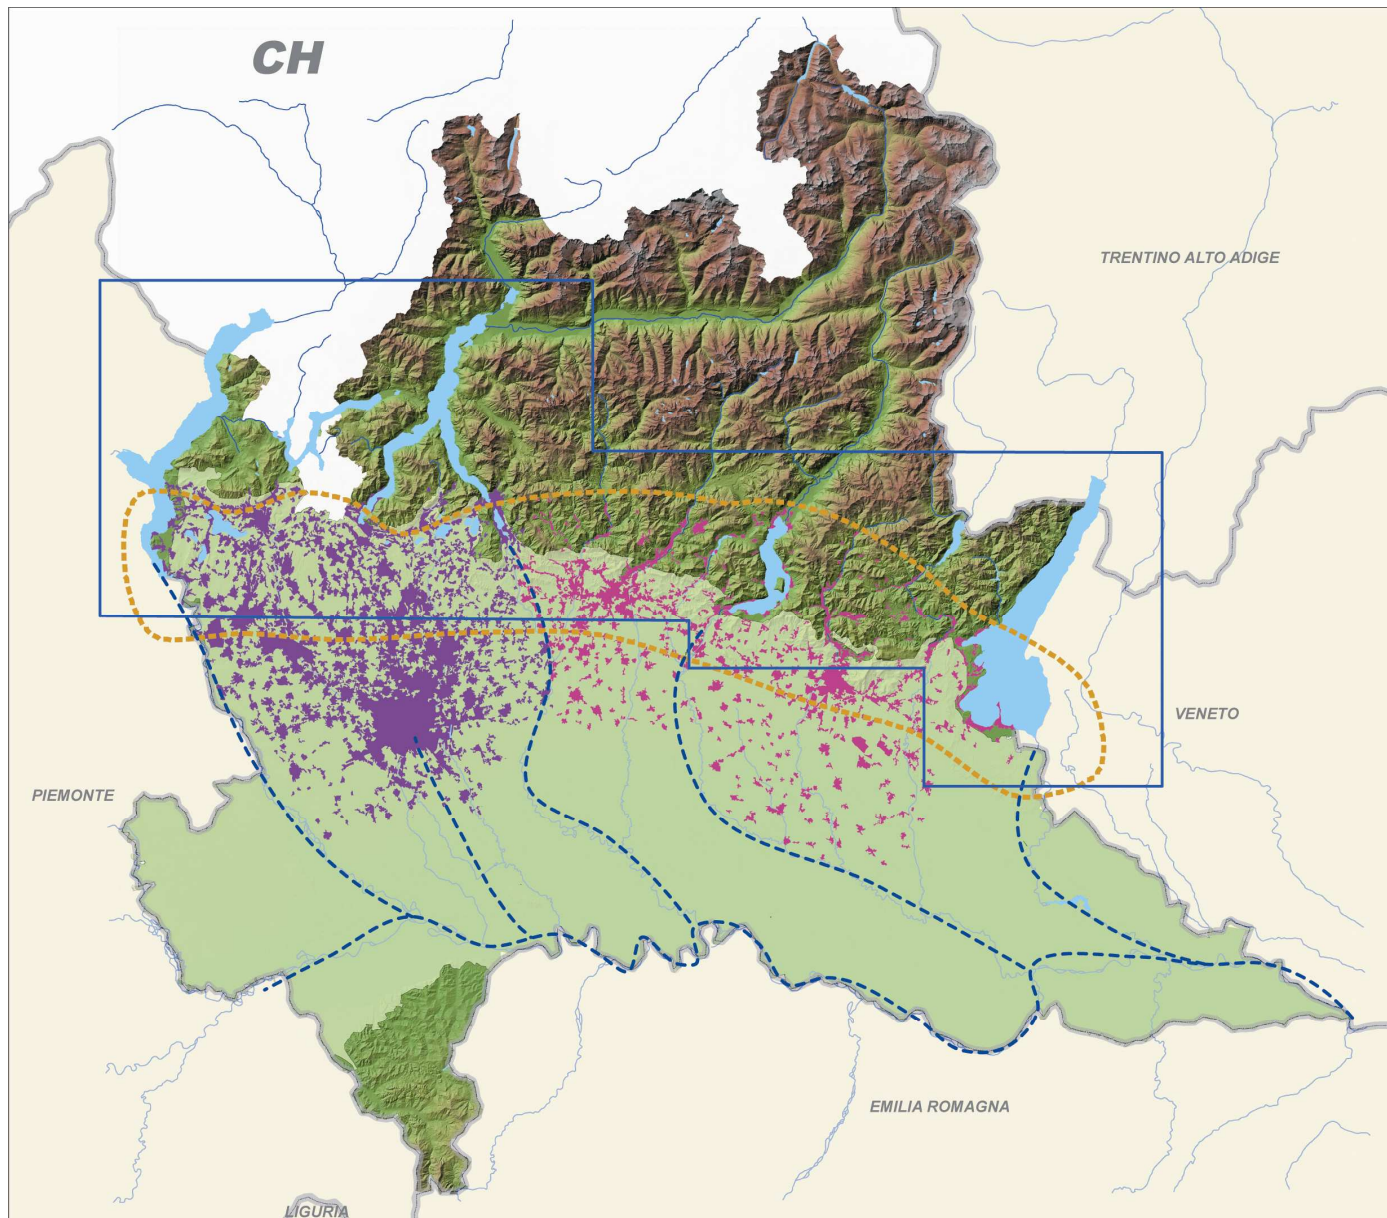 CH
TRENTINO ALTO ADIGE
VENETO
PIEMONTE
EMILIA ROMAGNA
LIGURIA